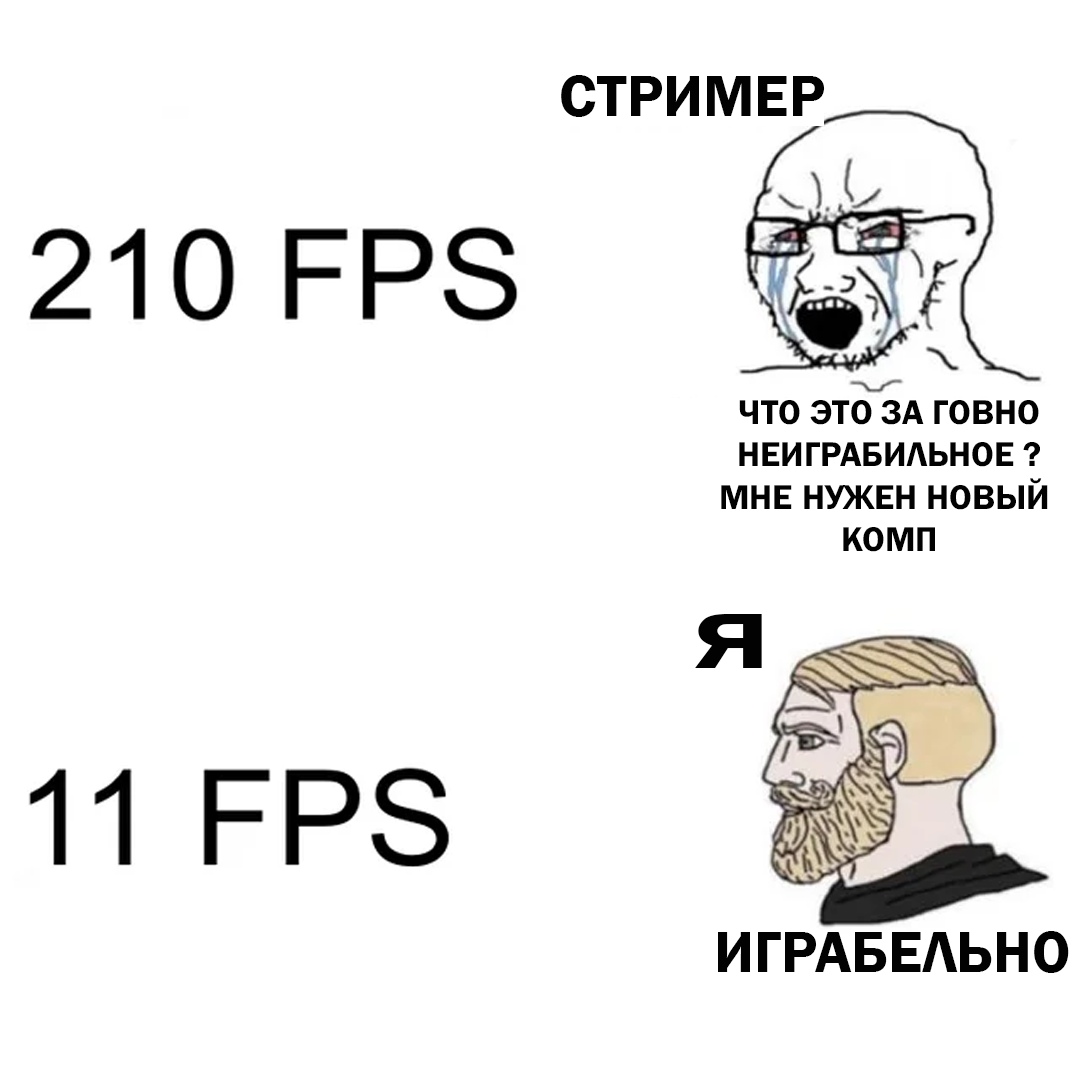 СТРИМЕР
210 FPS
ЧТО ЭТО ЗА ГОВНО
НЕИГРАБИЛЬНОЕ ?
МНЕ НУЖЕН НОВЫЙ
КОМП
Я
11 FPS
ИГРАБЕЛЬНО